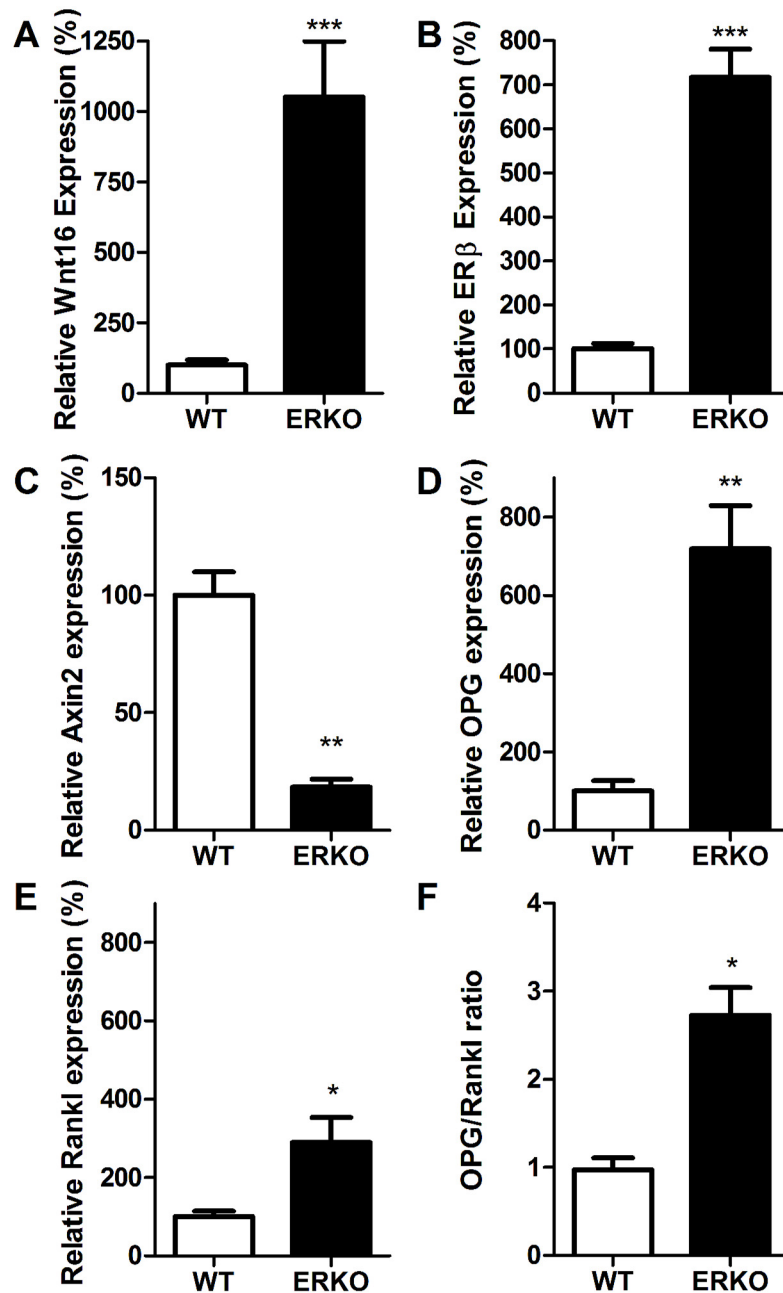 A
Relative Wnt16 Expression (%)
1250
1000
750
500
250
0
***
WT
ERKO
B
Relative ERβ Expression (%)
800
700
600
500
400
300
200
100
0
***
WT
ERKO
C
Relative Axin2 expression (%)
150
100
50
0
**
WT
ERKO
D
Relative OPG expression (%)
800
600
400
200
0
**
WT
ERKO
E
Relative Rankl expression (%)
800
600
400
200
0
*
WT
ERKO
F
OPG/Rankl ratio
4
3
2
1
0
*
WT
ERKO